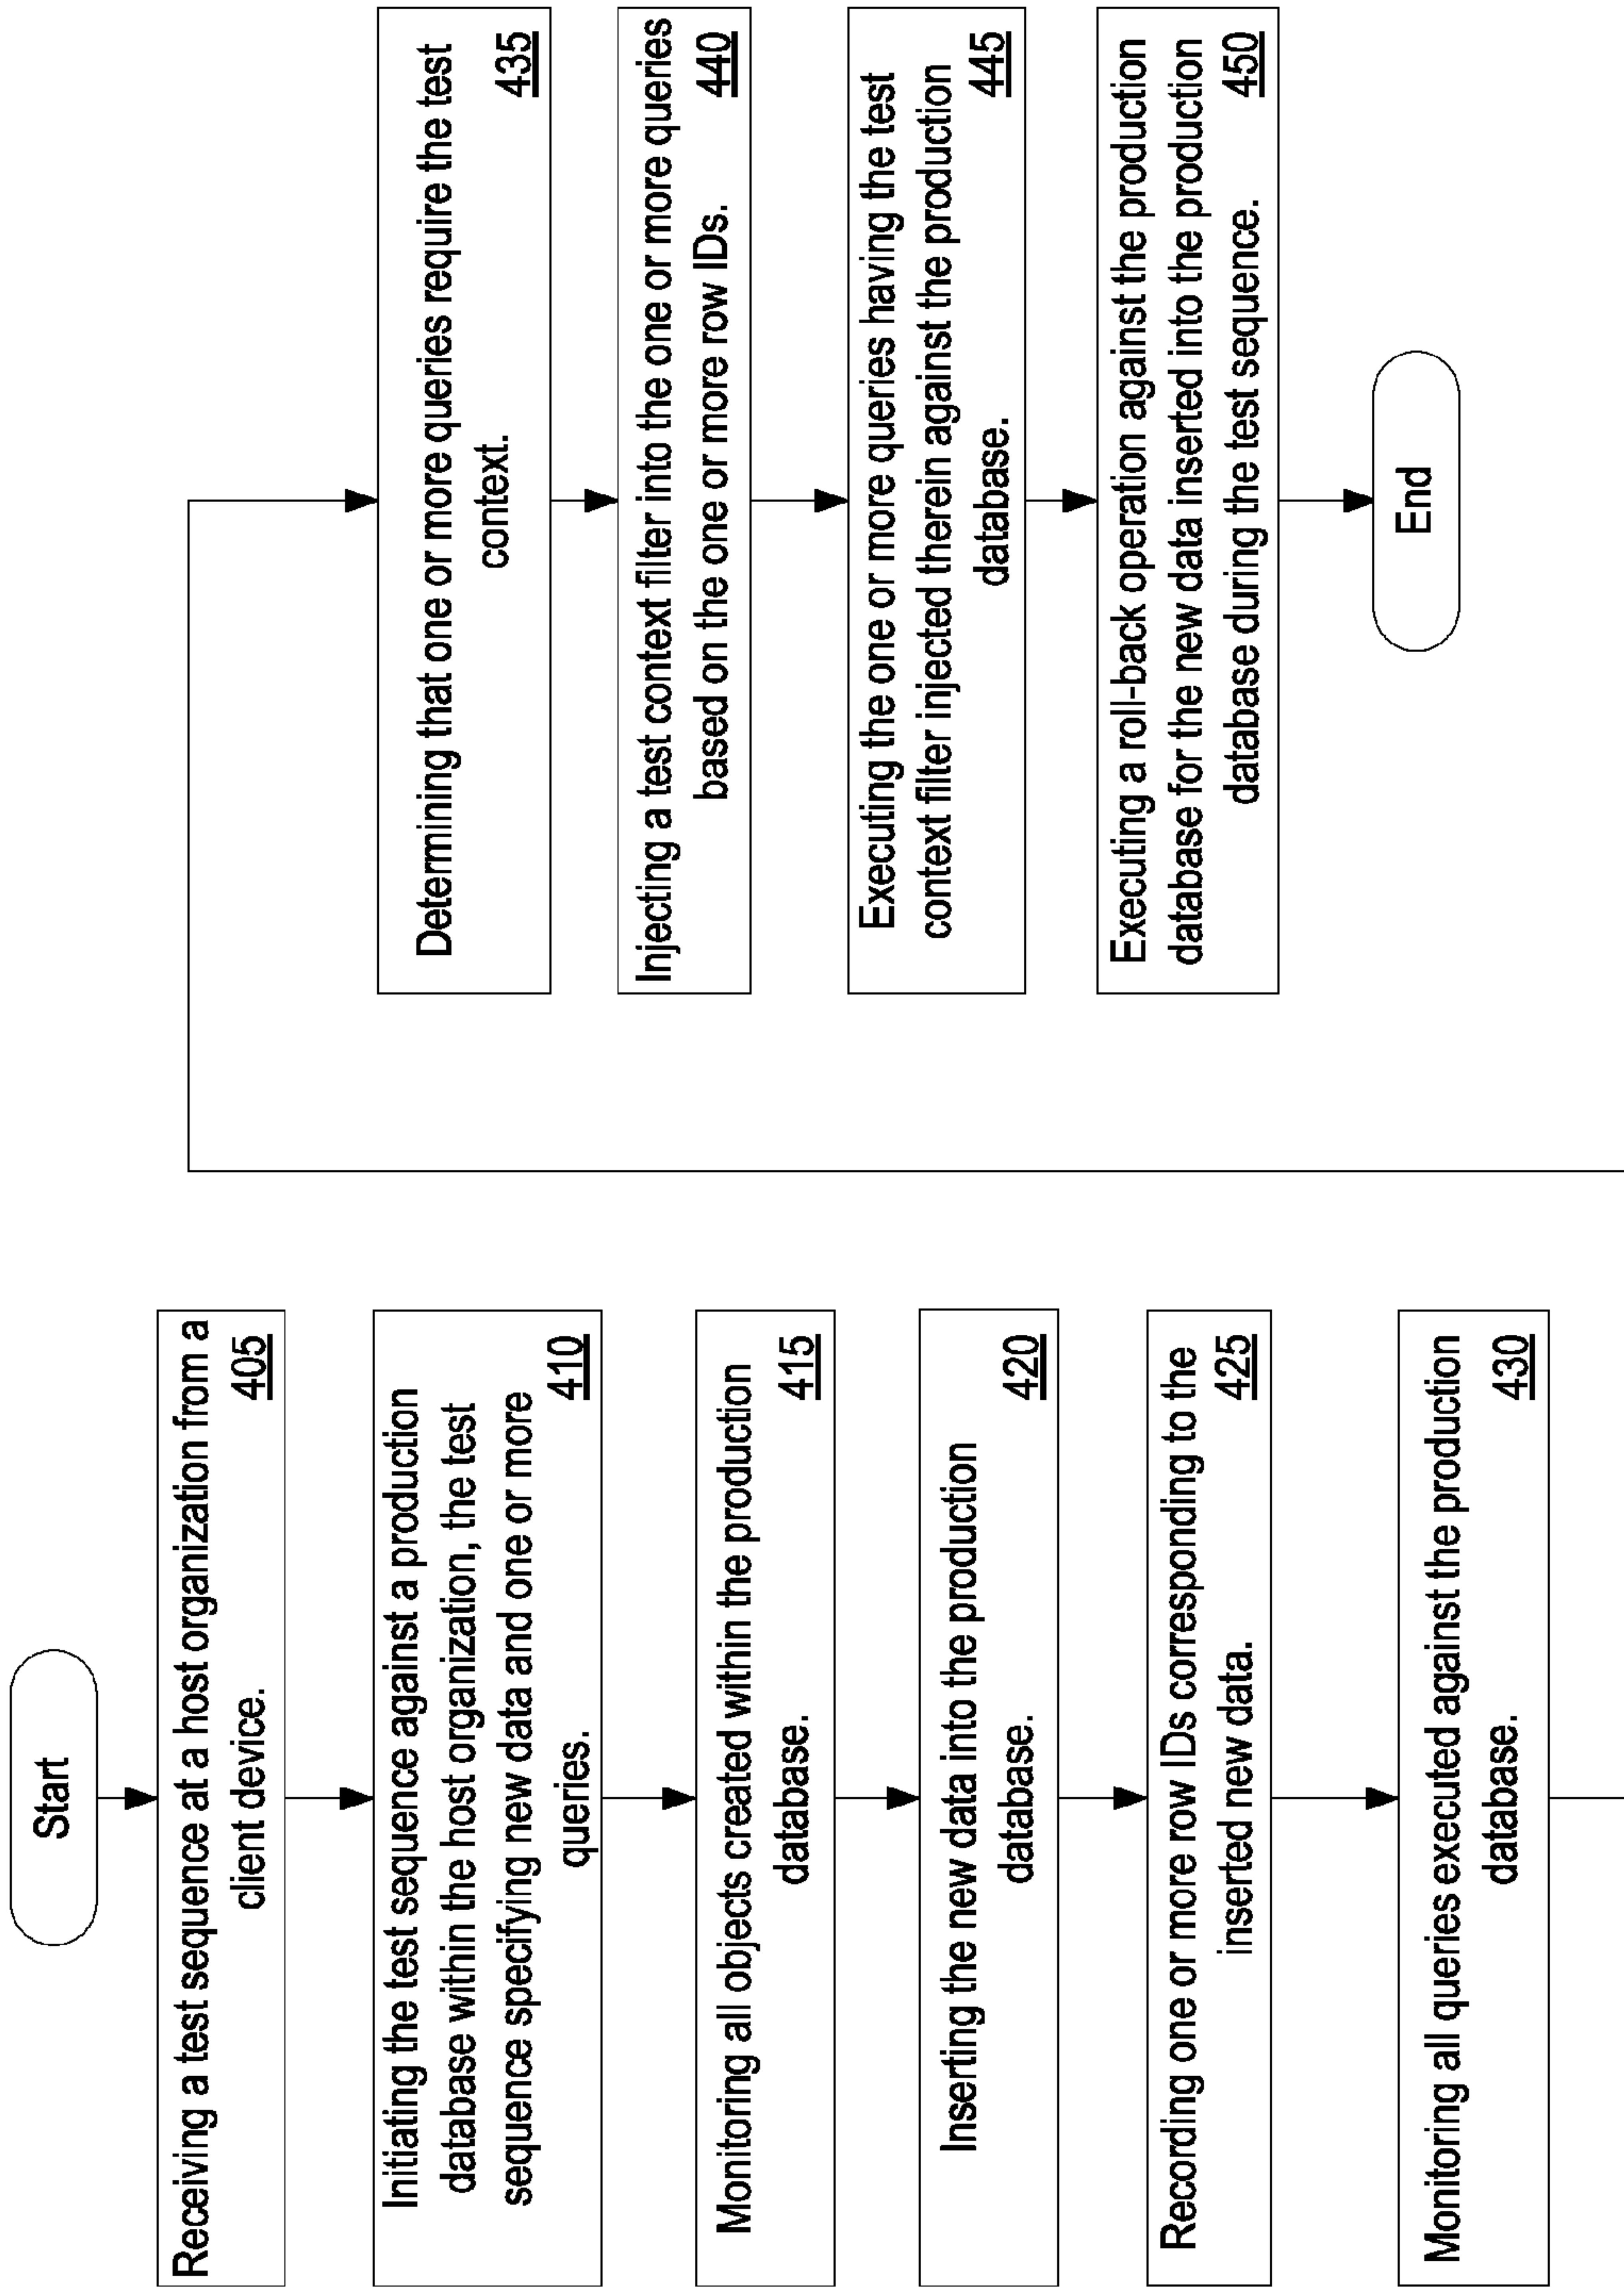 Start
Receiving a test sequence at a host organization from a
client device.
405
Initiating the test sequence against a production
database within the host organization, the test
sequence specifying new data and one or more
queries.
410
Monitoring all objects created within the production
database.
415
Inserting the new data into the production
database.
420
Recording one or more row IDs corresponding to the
inserted new data.
425
Monitoring all queries executed against the production
database.
430
Determining that one or more queries require the test
context.
435
Injecting a test context filter into the one or more queries
based on the one or more row IDs.
440
Executing the one or more queries having the test
context filter injected therein against the production
database.
445
Executing a roll-back operation against the production
database for the new data inserted into the production
database during the test sequence.
450
End